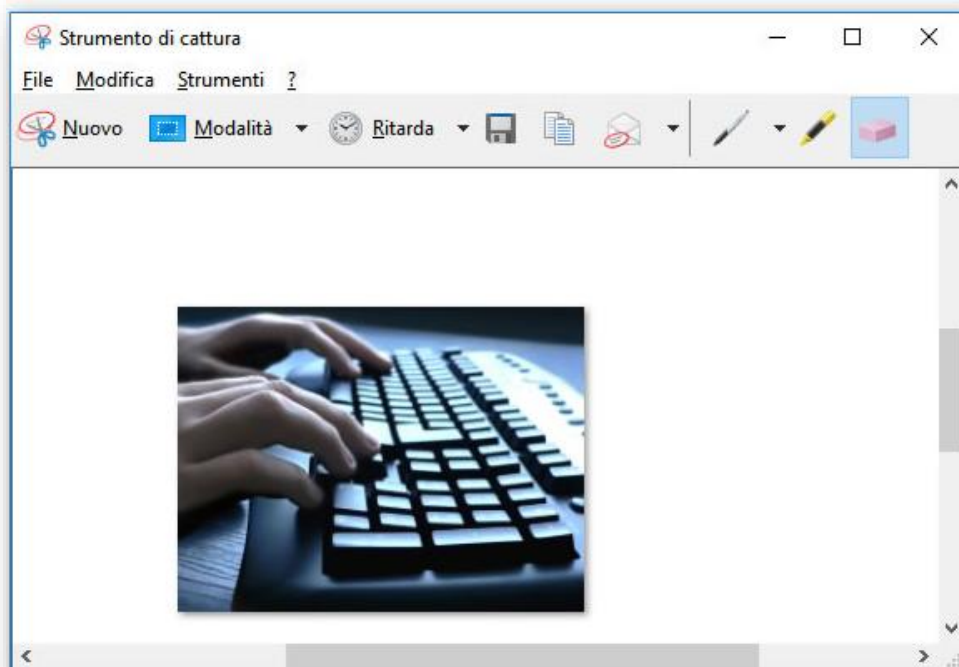 Strumento di cattura
File Modifica Strumenti ?
Nuovo Modalità Ritarda